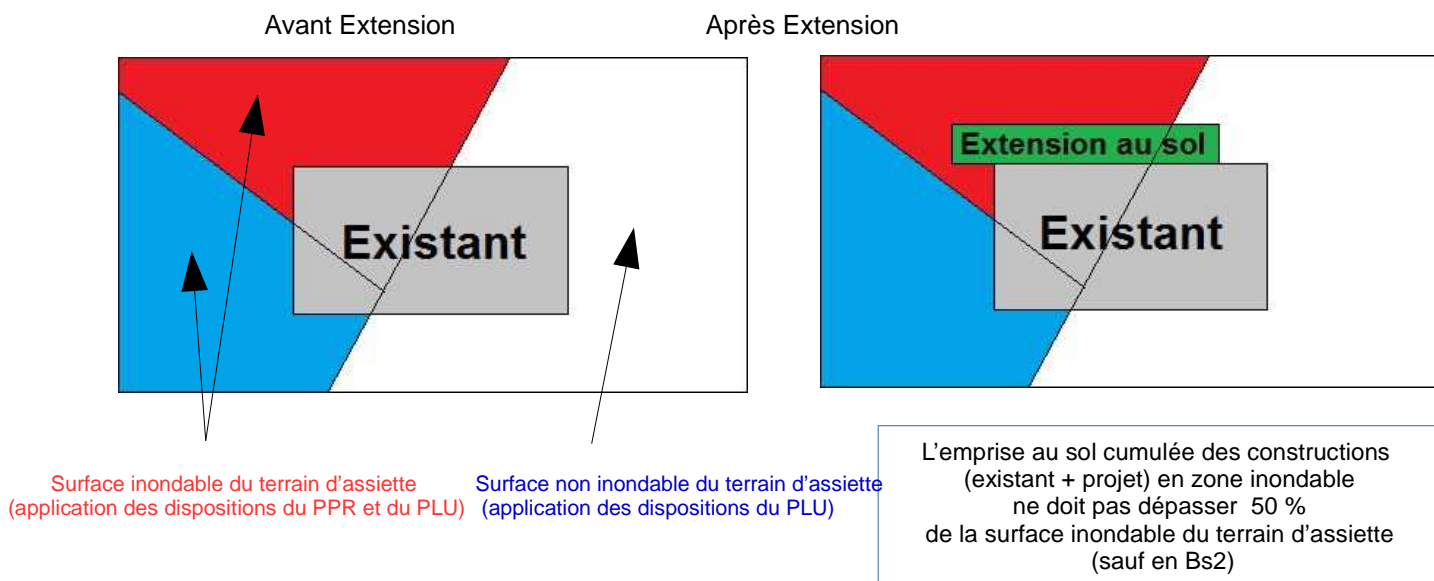 Avant Extension
Après Extension
Existant
Extension au sol
Existant
Surface inondable du terrain d'assiette
(application des dispositions du PPR et du PLU)
Surface non inondable du terrain d'assiette
(application des dispositions du PLU)
L'emprise au sol cumulée des constructions
(existant + projet) en zone inondable
ne doit pas dépasser 50 %
de la surface inondable du terrain d'assiette
(sauf en Bs2)